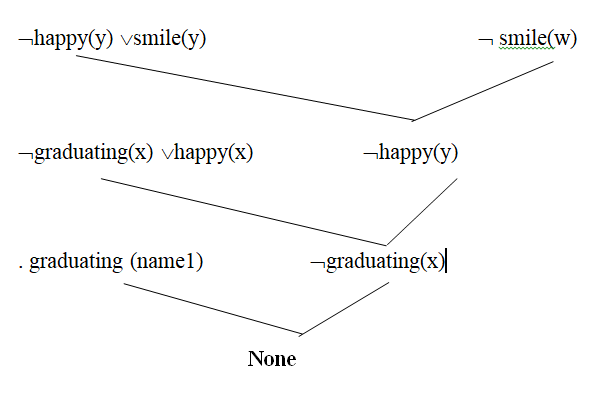 ¬happy(y) ∨smile(y) ¬ smile(w)
¬graduating(x) ∨happy(x) ¬happy(y)
. graduating (name1) ¬graduating(x)
None